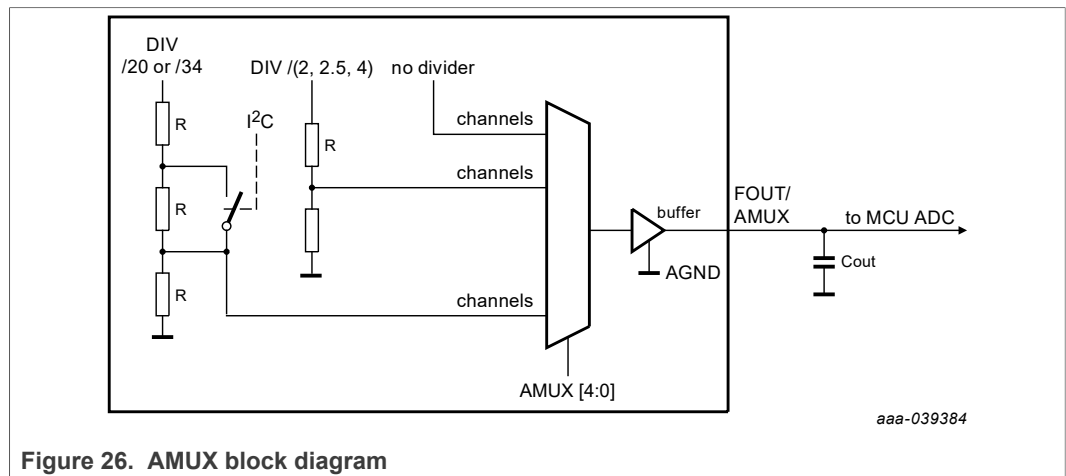 DIV
/20 or /34
DIV /(2, 2.5, 4)
no divider
R
I²C
R
R
R
channels
channels
channels
buffer
AGND
FOUT/
AMUX
to MCU ADC
Cout
AMUX [4:0]
aaa-039384
Figure 26. AMUX block diagram